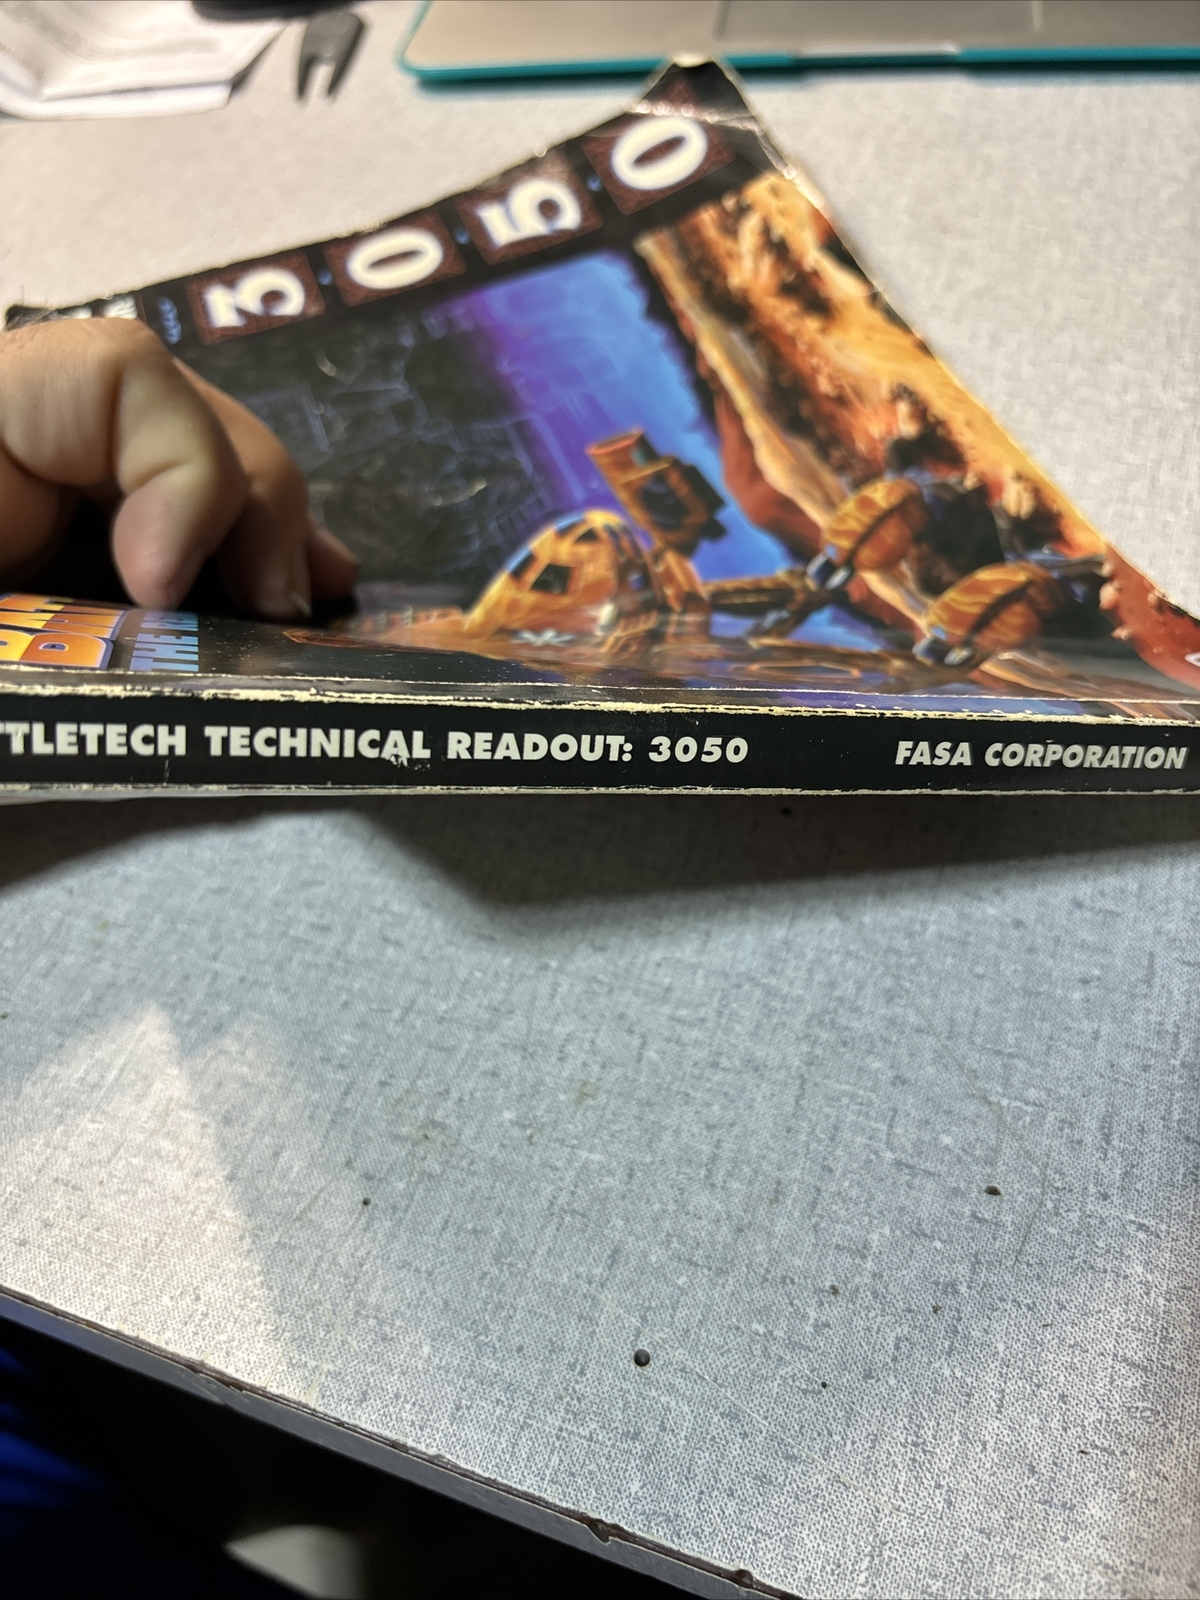 3050
TTLETECH TECHNICAL READOUT: 3050 FASA CORPORATION